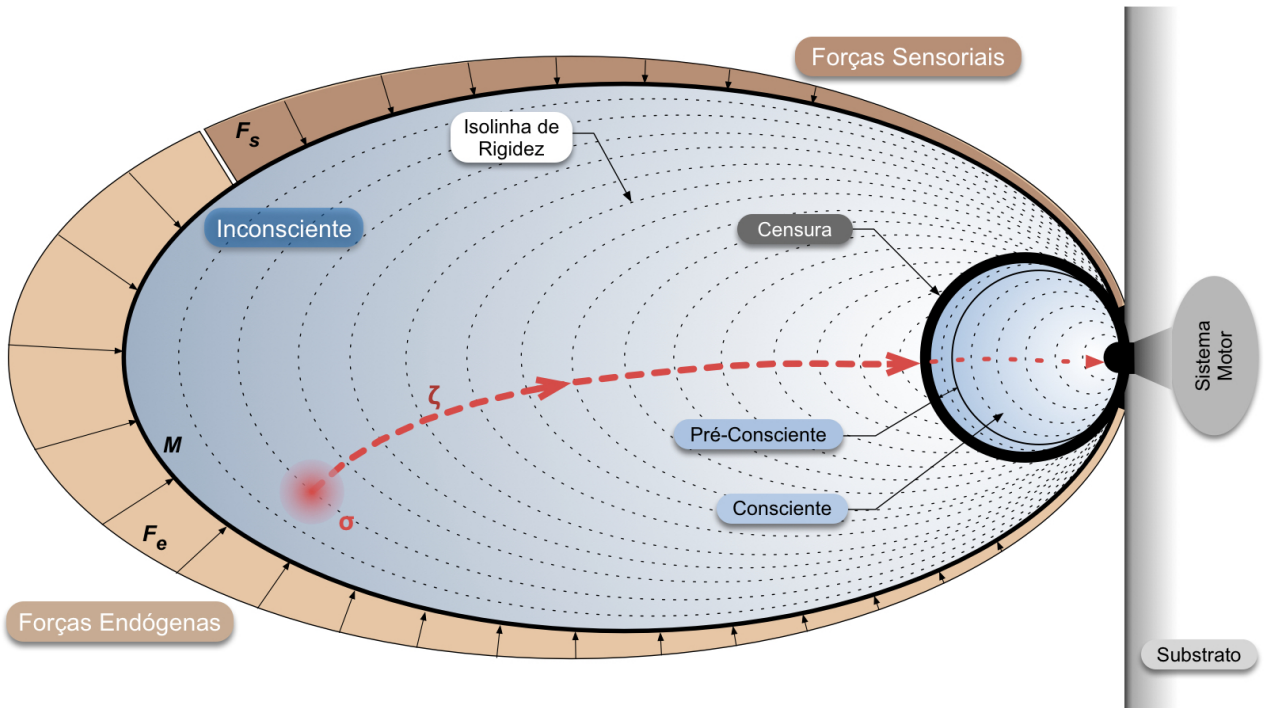 Forças Sensoriais
Fs
Isolinha de
Rigidez
Inconsciente
Censura
ζ
Sistema
Motor
M
Pré-Consciente
σ
Consciente
Fe
Forças Endógenas
Substrato